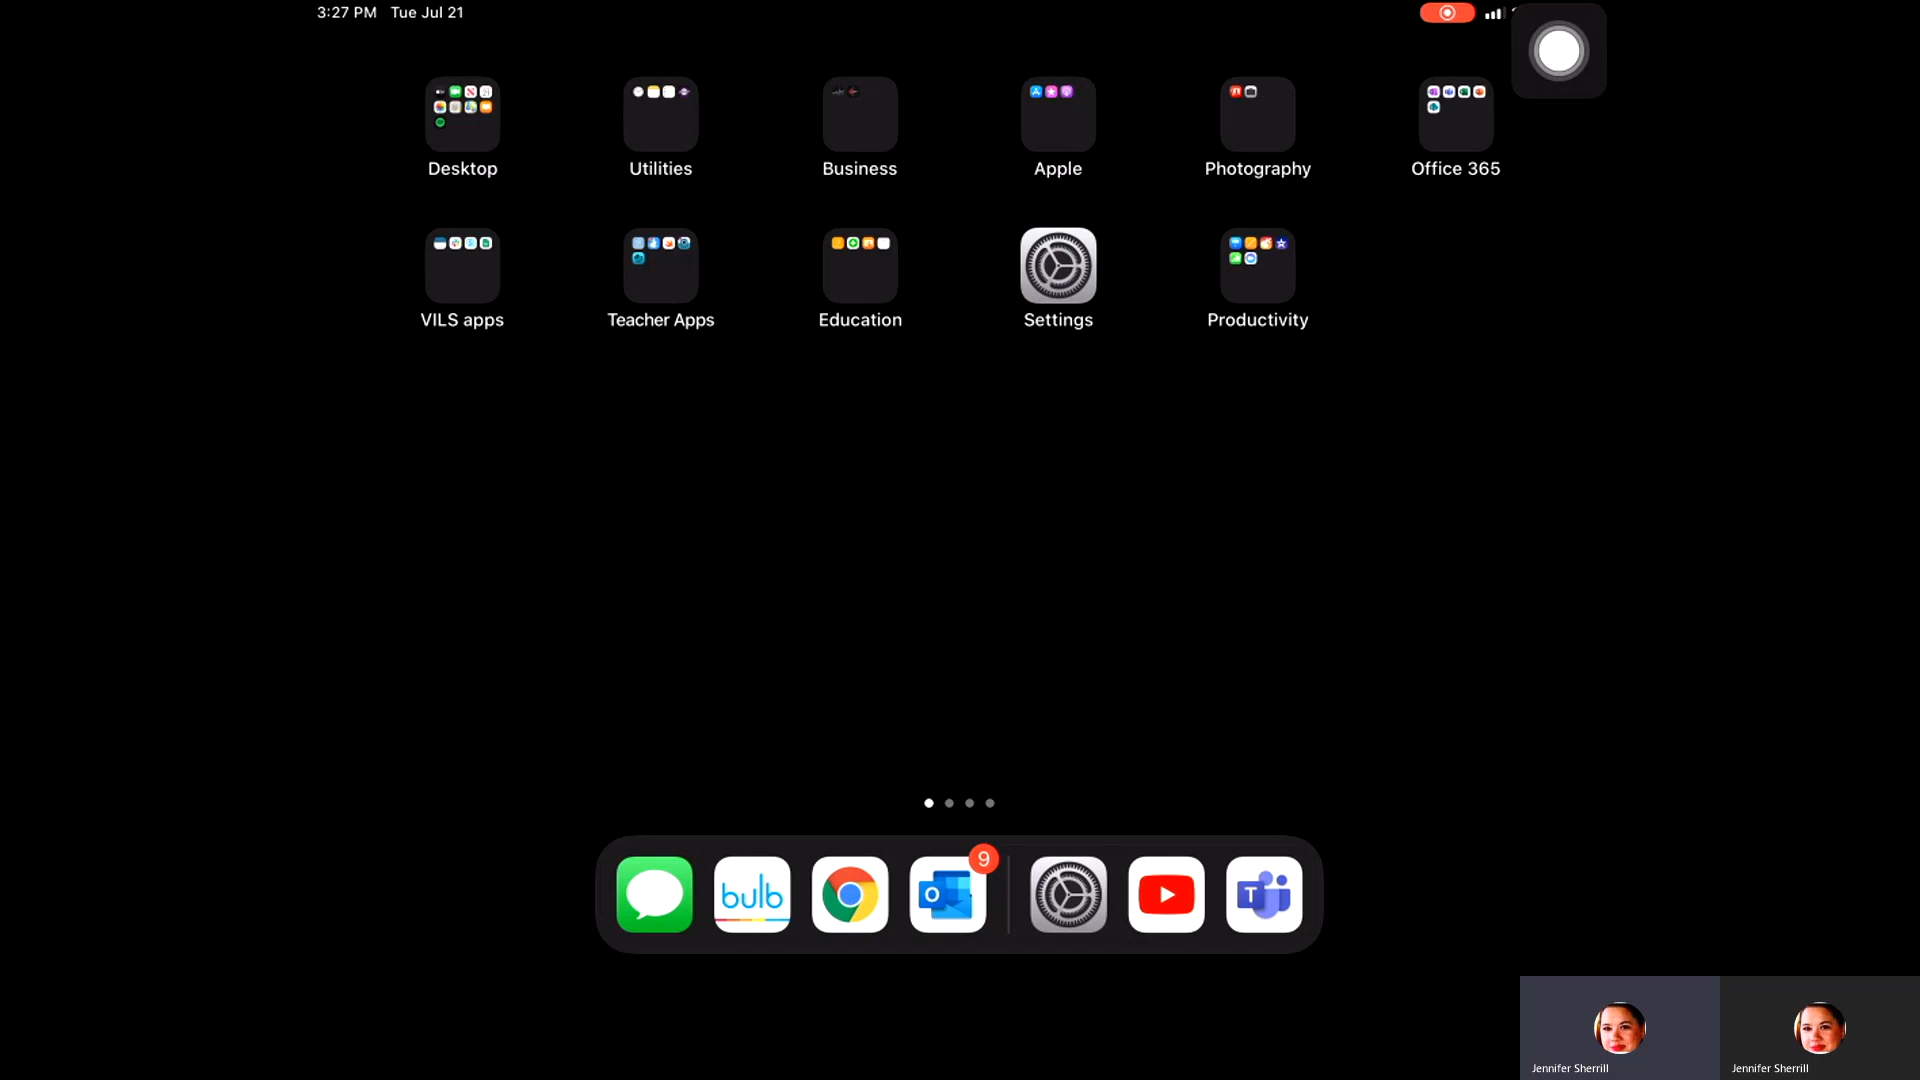 3:27 PM Tue Jul 21
Desktop Utilities Business Apple Photography Office 365
VILS apps Teacher Apps Education Settings Productivity
9
bulb
O
T
Jennifer Sherrill Jennifer Sherrill